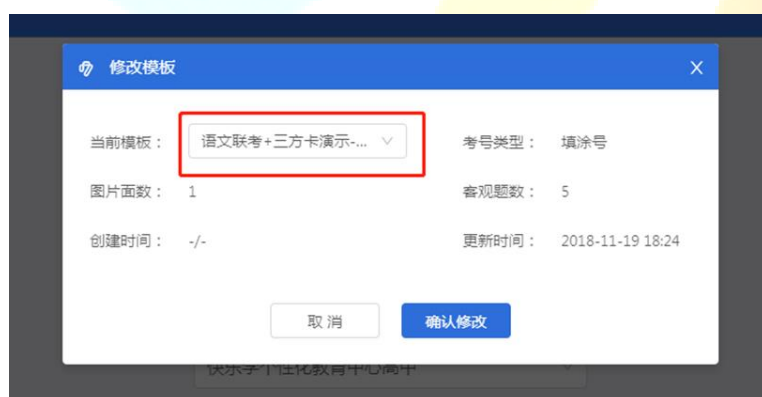 修改模板 X
当前模板： 语文联考+三方卡演示-... 考号类型： 填涂号
图片面数： 1 客观题数： 5
创建时间： -/- 更新时间： 2018-11-19 18:24
取消 确认修改
快乐学个性化教育中心高中